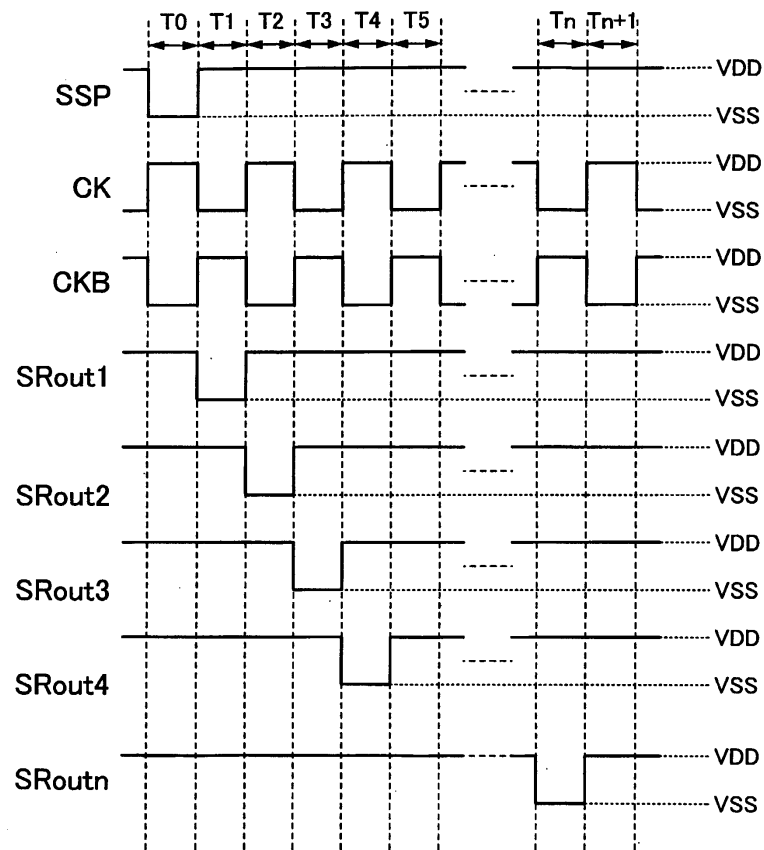 T0 T1 T2 T3 T4 T5 Tn Tn+1
SSP
VDD
VSS
CK
VDD
VSS
CKB
VDD
VSS
SRout1
VDD
VSS
SRout2
VDD
VSS
SRout3
VDD
VSS
SRout4
VDD
VSS
SRoutn
VDD
VSS